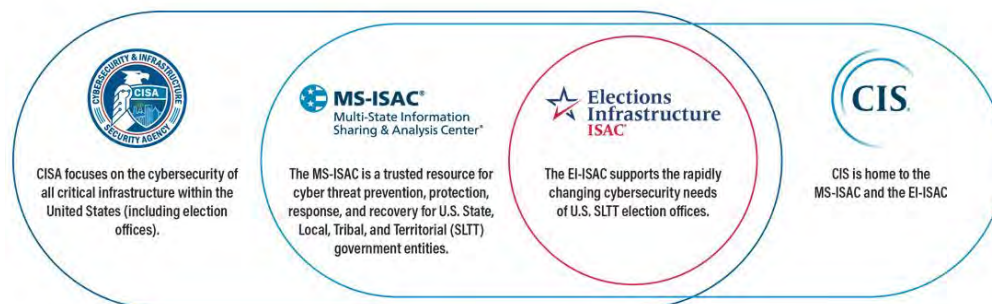 CYBERSECURITY & INFRASTRUCTURE
CISA
SECURITY AGENCY
CISA focuses on the cybersecurity of
all critical infrastructure within the
United States (including election
offices).
MS-ISAC®
Multi-State Information
Sharing & Analysis Center®
The MS-ISAC is a trusted resource for
cyber threat prevention, protection,
response, and recovery for U.S. State,
Local, Tribal, and Territorial (SLTT)
government entities.
Elections
Infrastructure
ISAC®
The EI-ISAC supports the rapidly
changing cybersecurity needs
of U.S. SLTT election offices.
CIS®
CIS is home to the
MS-ISAC and the EI-ISAC